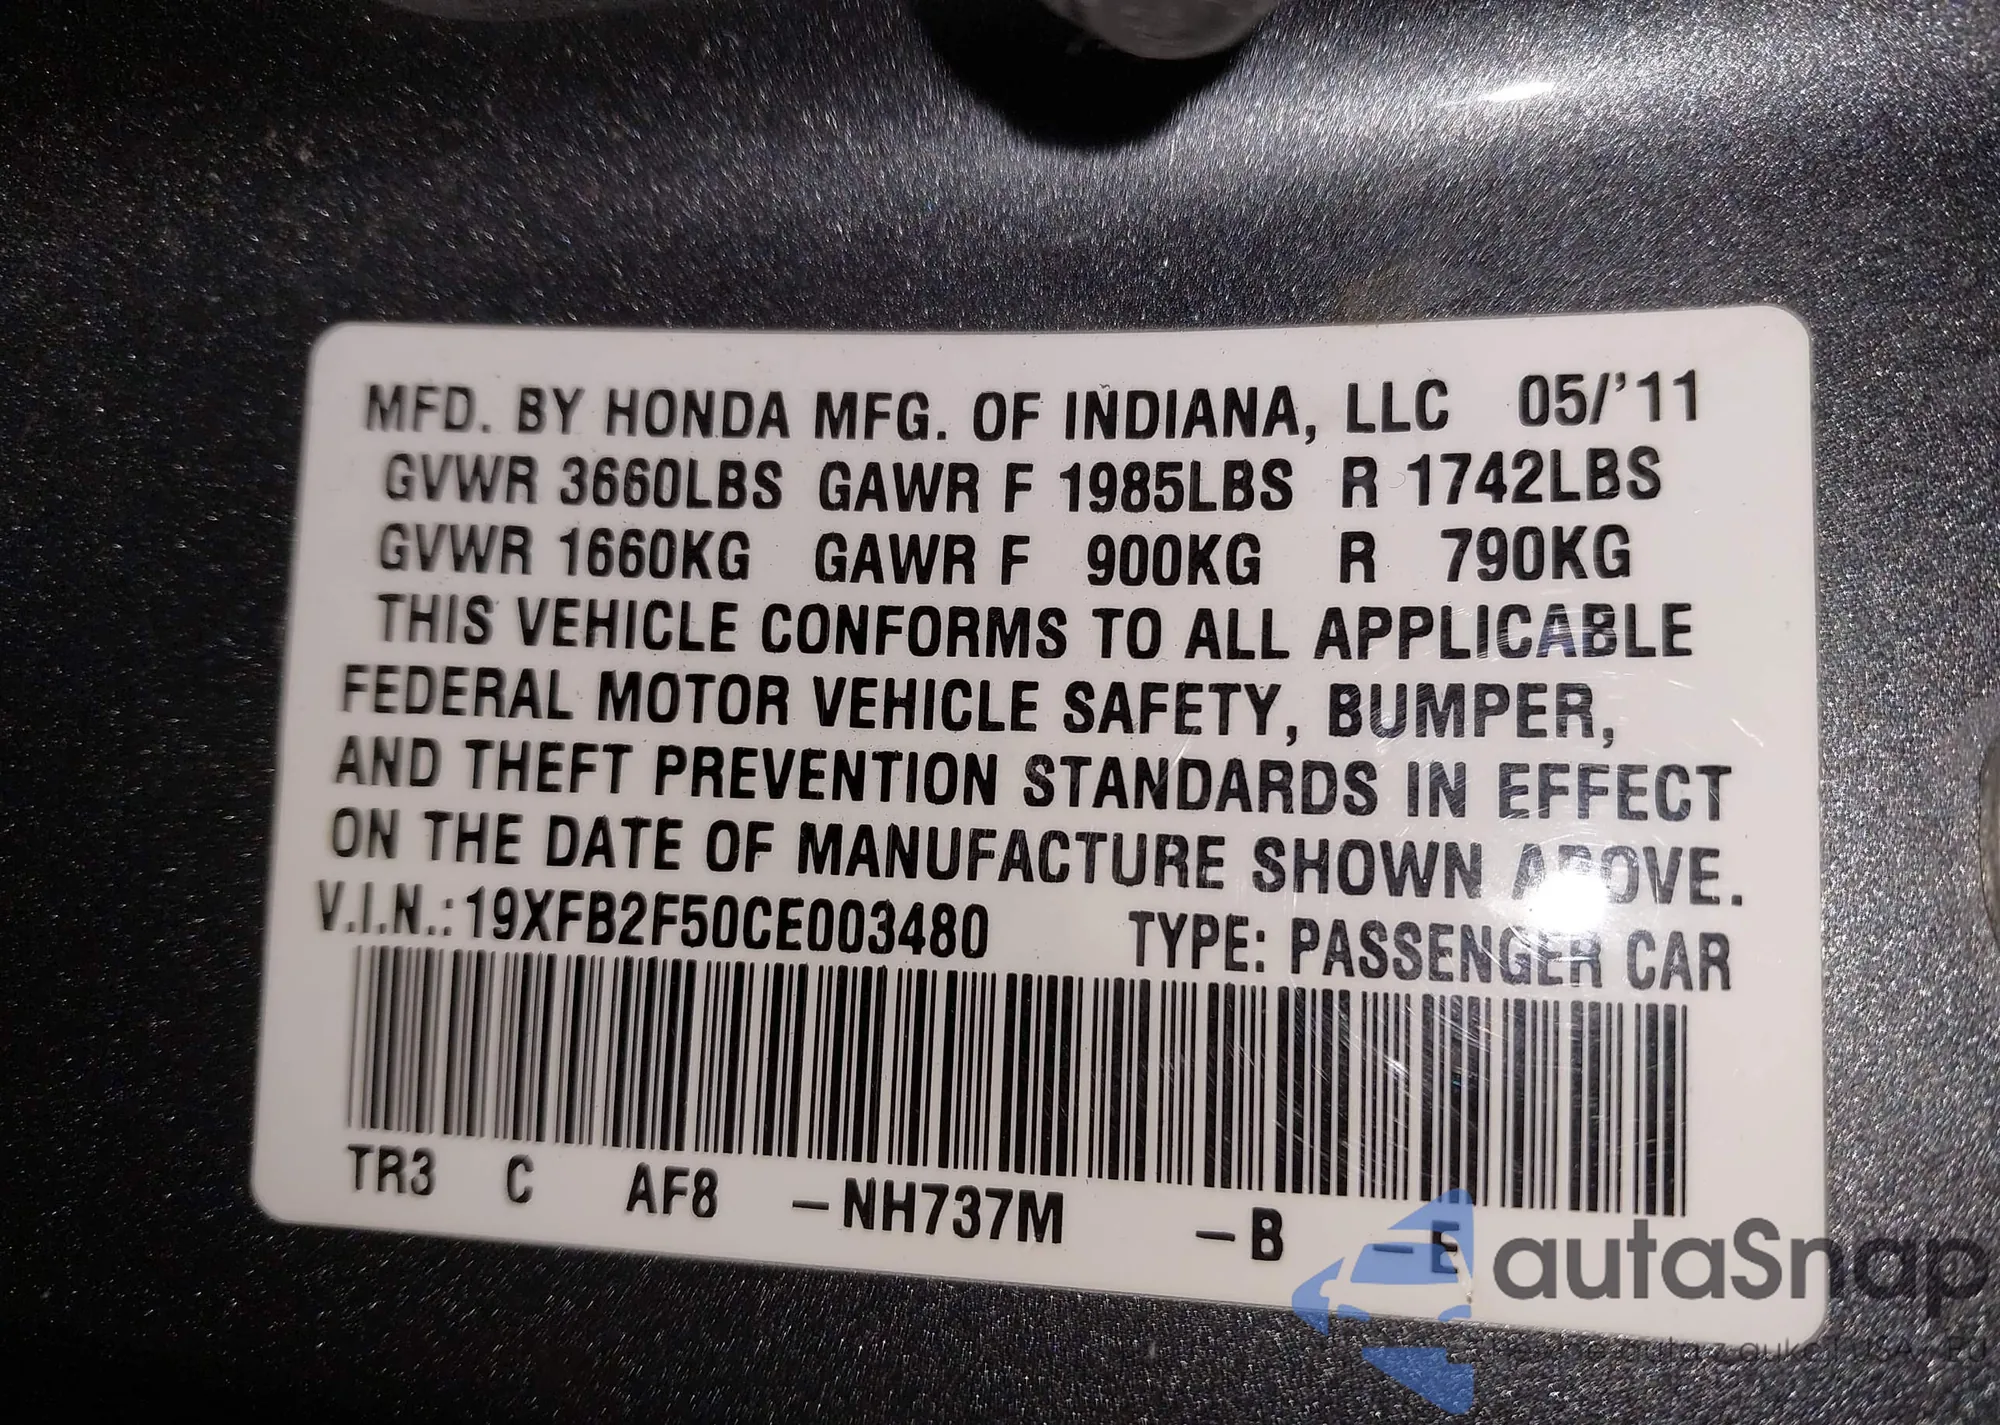 MFD. BY HONDA MFG. OF INDIANA, LLC 05/'11
GVWR 3660LBS GAWR F 1985LBS R 1742LBS
GVWR 1660KG GAWR F 900KG R 790KG
THIS VEHICLE CONFORMS TO ALL APPLICABLE
FEDERAL MOTOR VEHICLE SAFETY, BUMPER,
AND THEFT PREVENTION STANDARDS IN EFFECT
ON THE DATE OF MANUFACTURE SHOWN ABOVE.
V.I.N.: 19XFB2F50CE003480 TYPE: PASSENGER CAR
TR3 C AF8 –NH737M –B –E
autaSnap